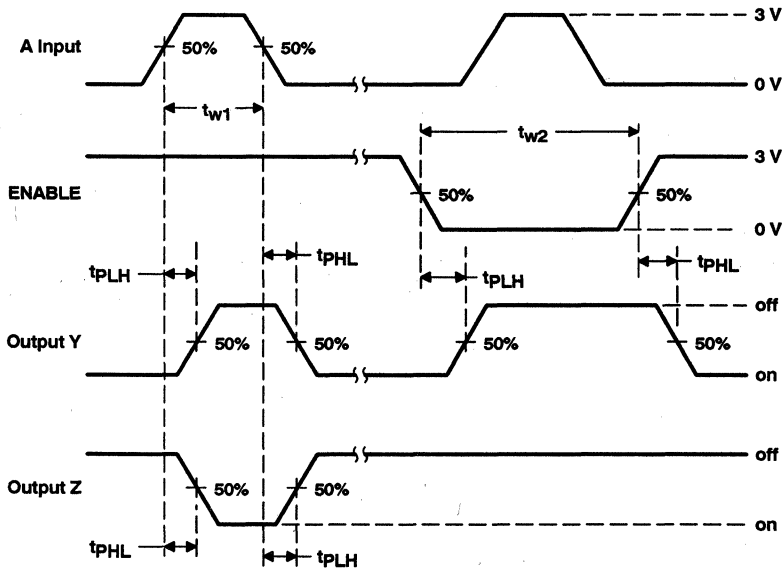 3 V
A Input
50%
50%
0 V
tw1
tw2
3 V
ENABLE
50%
50%
0 V
tPLH
tPHL
tPLH
tPHL
off
Output Y
50%
50%
50%
50%
on
off
Output Z
50%
50%
on
tPHL
tPLH